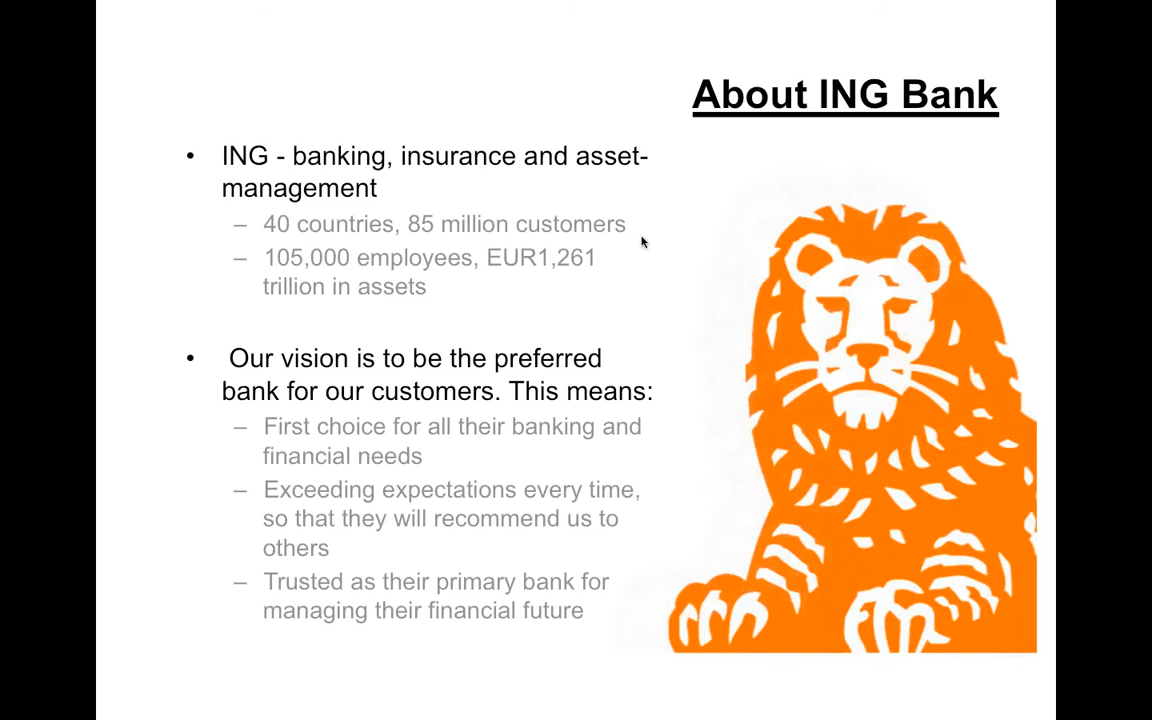 About ING Bank
• ING - banking, insurance and asset-
management
– 40 countries, 85 million customers
– 105,000 employees, EUR1,261
trillion in assets
• Our vision is to be the preferred
bank for our customers. This means:
– First choice for all their banking and
financial needs
– Exceeding expectations every time,
so that they will recommend us to
others
– Trusted as their primary bank for
managing their financial future